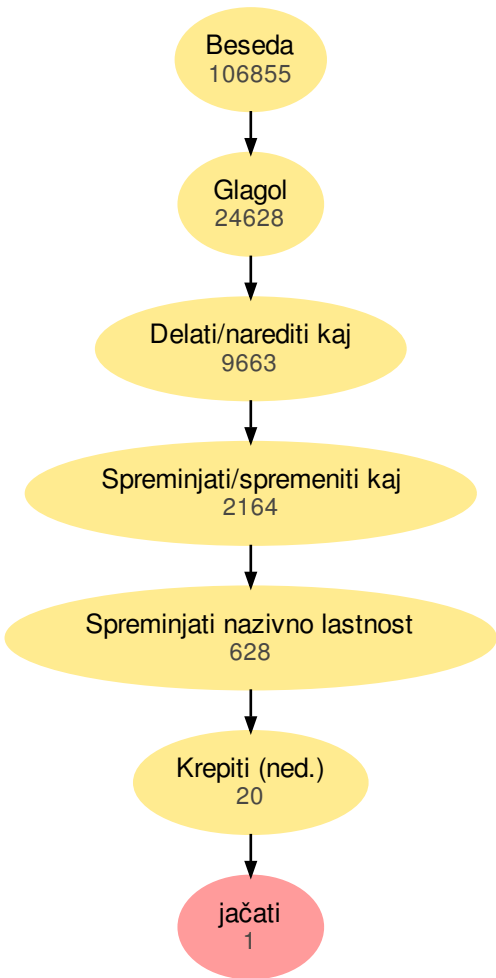 Beseda
106855
Glagol
24628
Delati/narediti kaj
9663
Spreminjati/spremeniti kaj
2164
Spreminjati nazivno lastnost
628
Krepiti (ned.)
20
jačati
1